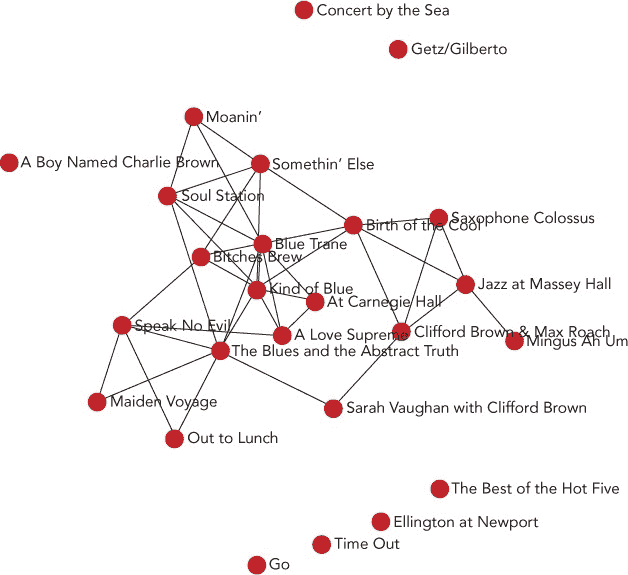 Concert by the Sea
Getz/Gilberto
Moanin’
A Boy Named Charlie Brown
Somethin’ Else
Soul Station
Saxophone Colossus
Birth of the Cool
Blue Trane
Bitches Brew
Jazz at Massey Hall
Kind of Blue
At Carnegie Hall
Speak No Evil
Clifford Brown & Max Roach
A Love Supreme
Mingus Ah Um
The Blues and the Abstract Truth
Maiden Voyage
Sarah Vaughan with Clifford Brown
Out to Lunch
The Best of the Hot Five
Ellington at Newport
Time Out
Go